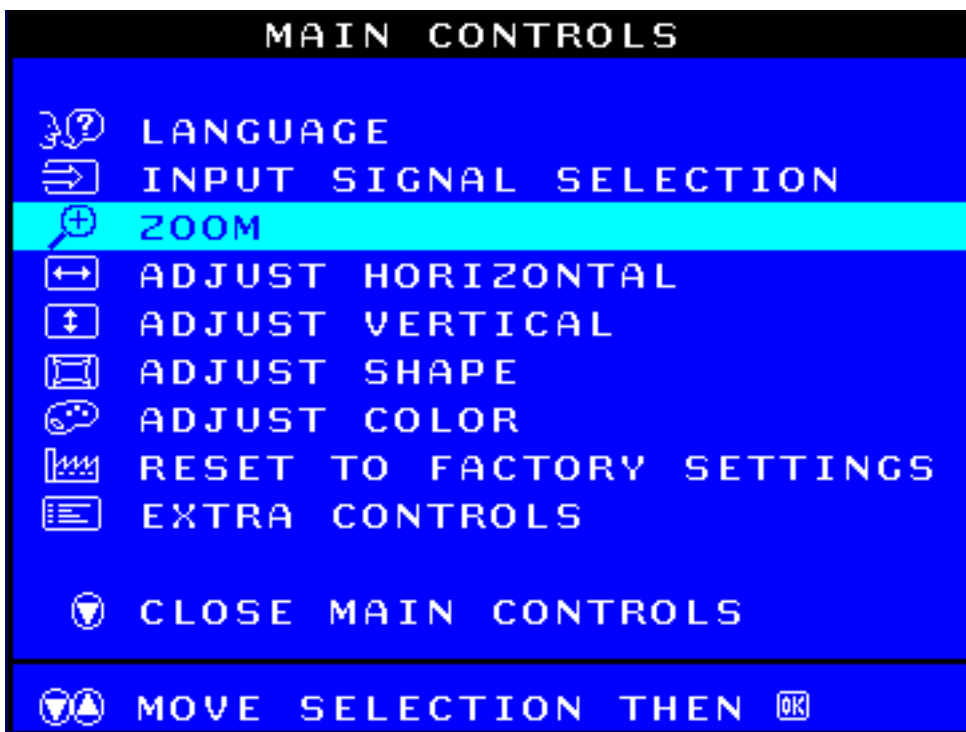 MAIN CONTROLS
LANGUAGE
INPUT SIGNAL SELECTION
ZOOM
ADJUST HORIZONTAL
ADJUST VERTICAL
ADJUST SHAPE
ADJUST COLOR
RESET TO FACTORY SETTINGS
EXTRA CONTROLS
CLOSE MAIN CONTROLS
MOVE SELECTION THEN OK